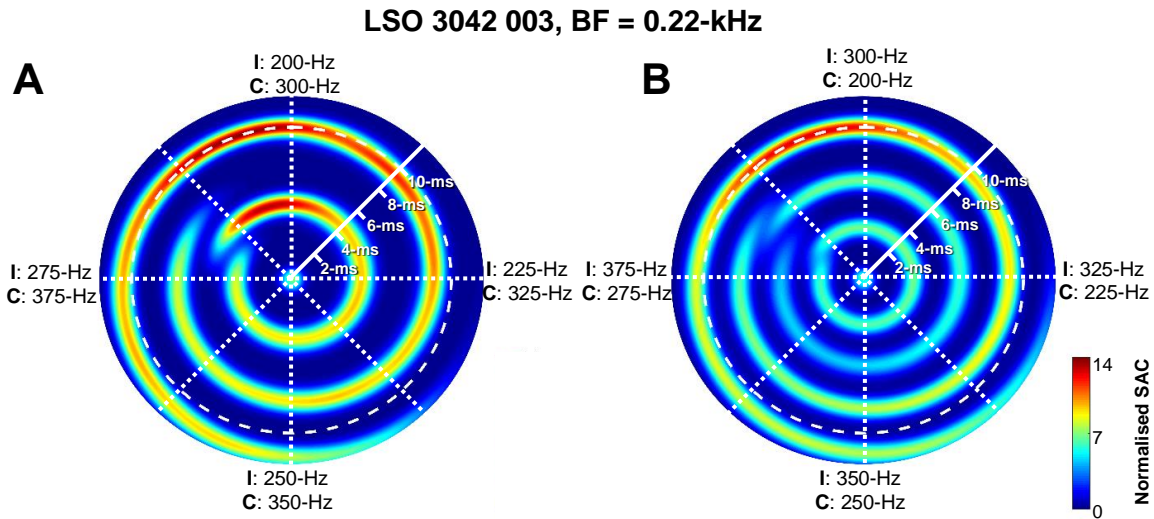 LSO 3042 003, BF = 0.22-kHz
A
I: 200-Hz
C: 300-Hz
10-ms
8-ms
6-ms
4-ms
2-ms
I: 275-Hz
C: 375-Hz
I: 225-Hz
C: 325-Hz
I: 250-Hz
C: 350-Hz
B
I: 300-Hz
C: 200-Hz
10-ms
8-ms
6-ms
4-ms
2-ms
I: 375-Hz
C: 275-Hz
I: 325-Hz
C: 225-Hz
I: 350-Hz
C: 250-Hz
14
7
0
Normalised SAC